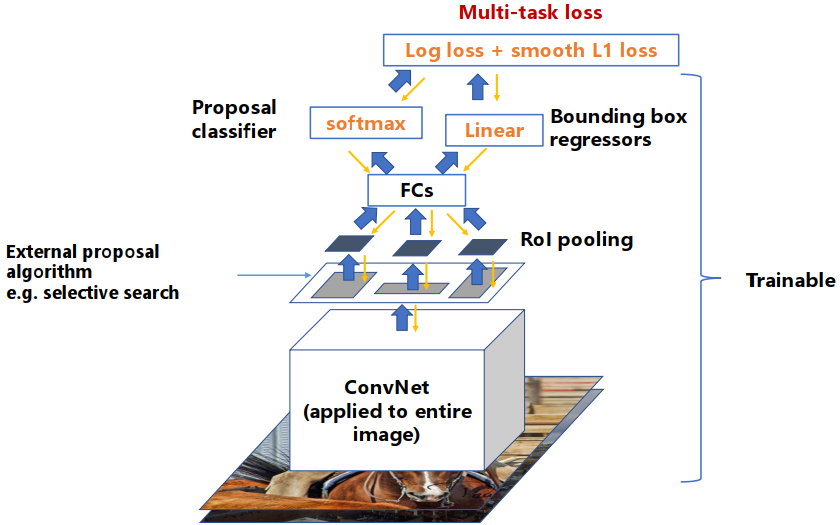 Multi-task loss
Log loss + smooth L1 loss
Proposal
classifier
softmax
Linear
Bounding box
regressors
FCs
RoI pooling
External proposal
algorithm
e.g. selective search
Trainable
ConvNet
(applied to entire
image)